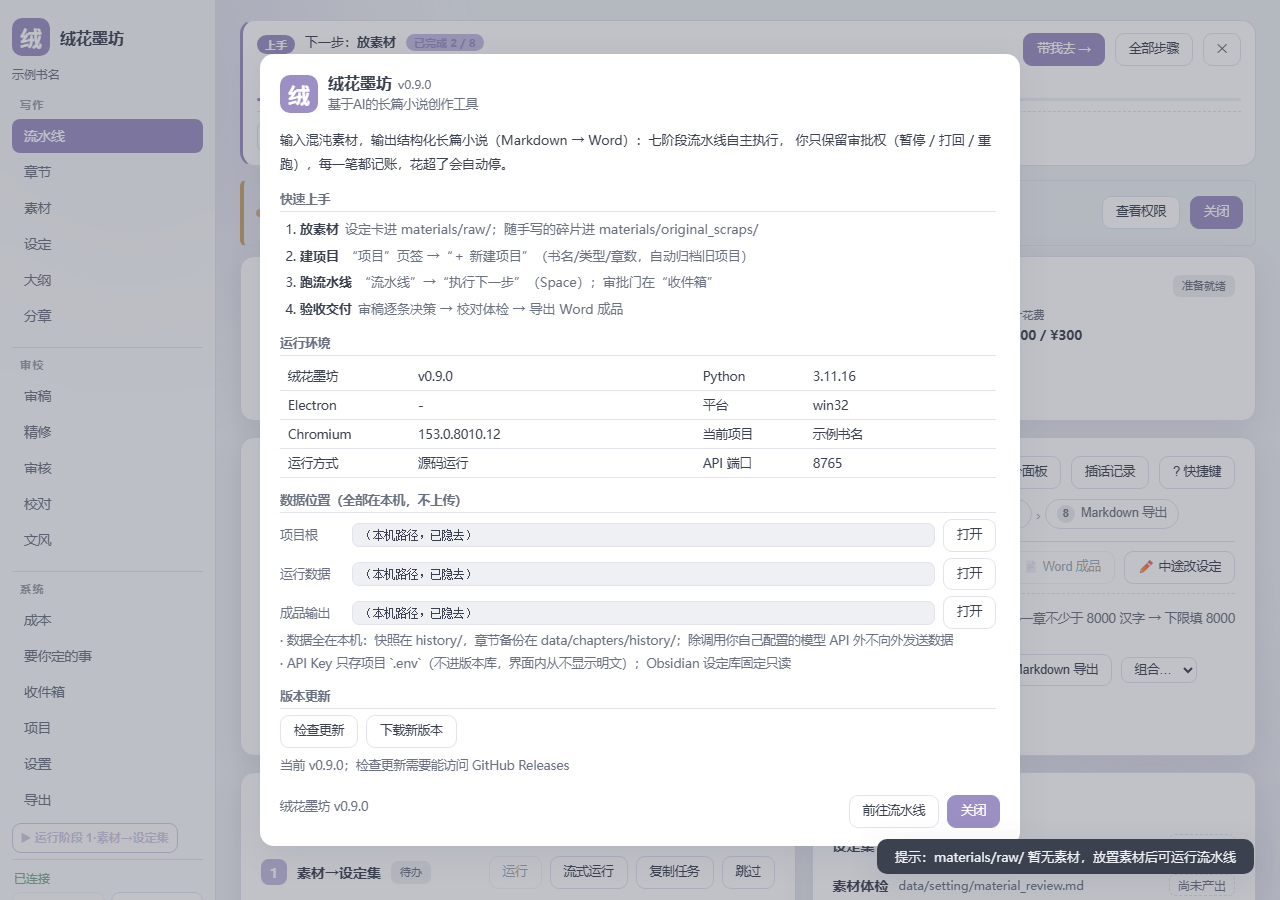 绒 绒花墨坊
示例书名
写作
流水线
章节
素材
设定
大纲
分章
审校
审稿
精修
审核
校对
文风
系统
成本
要你定的事
收件箱
项目
设置
导出
▶ 运行阶段 1·素材→设定集
已连接
上手 下一步：放素材 已完成 2 / 8
带我去 → 全部步骤 ×
查看权限 关闭
准备就绪
花费
00 / ¥300
面板 插话记录 ? 快捷键
› 8 Markdown 导出
Word 成品 中途改设定
一章不少于 8000 汉字 → 下限填 8000
Markdown 导出 组合…
绒 绒花墨坊 v0.9.0
基于AI的长篇小说创作工具
输入混沌素材，输出结构化长篇小说（Markdown → Word）：七阶段流水线自主执行， 你只保留审批权（暂停 / 打回 / 重
跑），每一笔都记账，花超了会自动停。
快速上手
1. 放素材 设定卡进 materials/raw/；随手写的碎片进 materials/original_scraps/
2. 建项目 “项目”页签 → “＋ 新建项目”（书名/类型/章数，自动归档旧项目）
3. 跑流水线 “流水线”→“执行下一步”（Space）；审批门在“收件箱”
4. 验收交付 审稿逐条决策 → 校对体检 → 导出 Word 成品
运行环境
绒花墨坊 v0.9.0 Python 3.11.16
Electron - 平台 win32
Chromium 153.0.8010.12 当前项目 示例书名
运行方式 源码运行 API 端口 8765
数据位置（全部在本机，不上传）
项目根 （本机路径，已隐去） 打开
运行数据 （本机路径，已隐去） 打开
成品输出 （本机路径，已隐去） 打开
· 数据全在本机：快照在 history/，章节备份在 data/chapters/history/；除调用你自己配置的模型 API 外不向外发送数据
· API Key 只存项目 `.env`（不进版本库，界面内从不显示明文）；Obsidian 设定库固定只读
版本更新
检查更新 下载新版本
当前 v0.9.0；检查更新需要能访问 GitHub Releases
绒花墨坊 v0.9.0 前往流水线 关闭
设定集
提示：materials/raw/ 暂无素材，放置素材后可运行流水线
1 素材→设定集 待办 运行 流式运行 复制任务 跳过
素材体检 data/setting/material_review.md 尚未产出